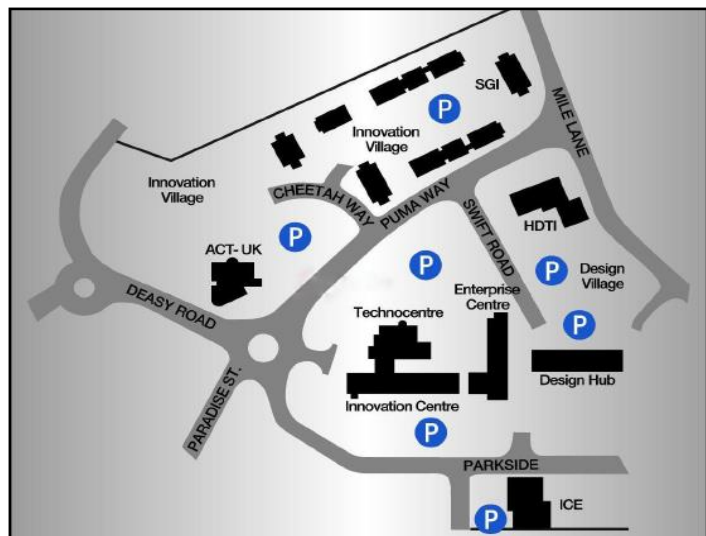 SGI
P
MILE LANE
Innovation
Village
Innovation
Village
CHEETAH WAY
PUMA WAY
SWIFT ROAD
HDTI
P
ACT- UK
P
P
Design
Village
DEASY ROAD
Technocentre
Enterprise
Centre
P
PARADISE ST.
Innovation Centre
Design Hub
P
PARKSIDE
ICE
P